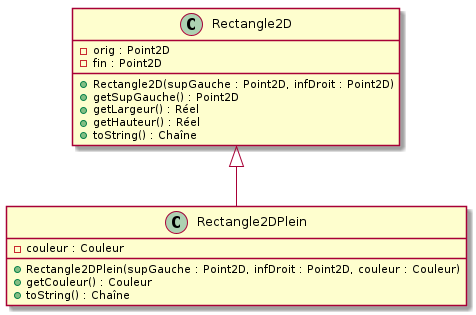 C Rectangle2D
orig : Point2D
fin : Point2D
Rectangle2D(supGauche : Point2D, infDroit : Point2D)
getSupGauche() : Point2D
getLargeur() : Réel
getHauteur() : Réel
toString() : Chaîne
C Rectangle2DPlein
couleur : Couleur
Rectangle2DPlein(supGauche : Point2D, infDroit : Point2D, couleur : Couleur)
getCouleur() : Couleur
toString() : Chaîne